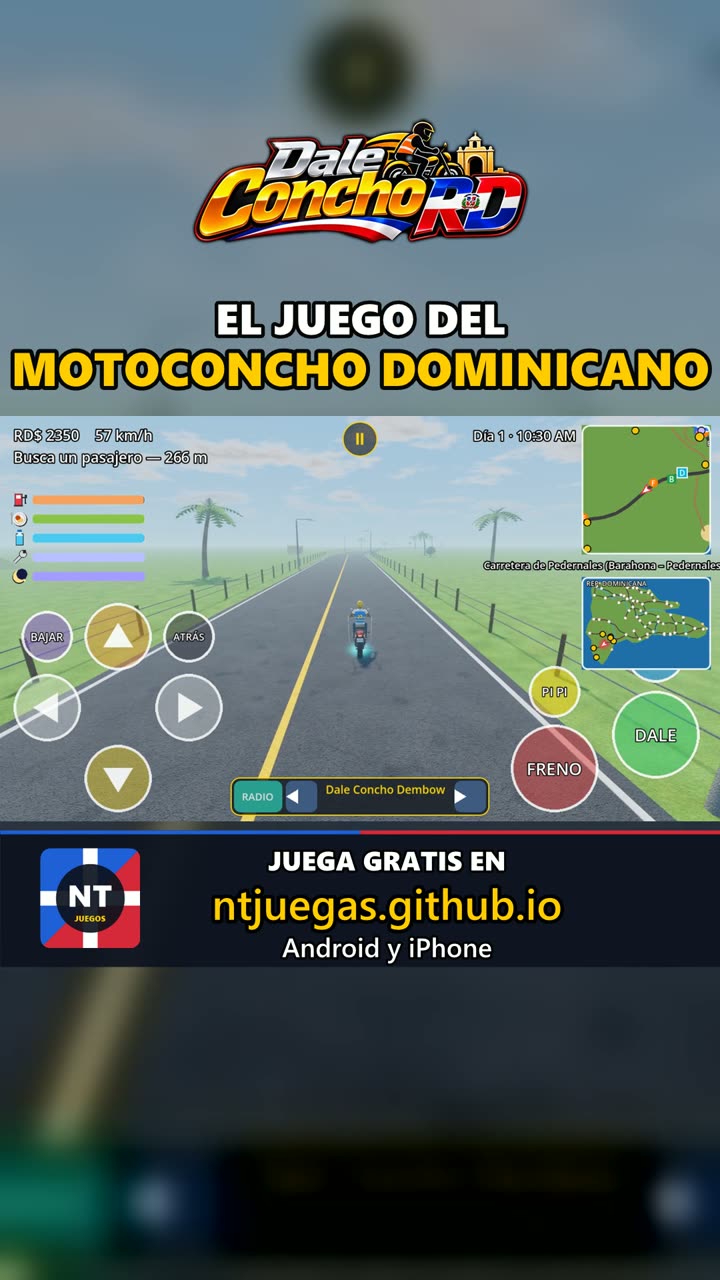 Dale
Concho RD
EL JUEGO DEL
MOTOCONCHO DOMINICANO
RD$ 2350 57 km/h
Busca un pasajero — 266 m
Día 1 · 10:30 AM
F
B
D
Carretera de Pedernales (Barahona – Pedernales
REP. DOMINICANA
BAJAR
ATRÁS
PI PI
DALE
FRENO
RADIO
Dale Concho Dembow
NT
JUEGOS
JUEGA GRATIS EN
ntjuegas.github.io
Android y iPhone